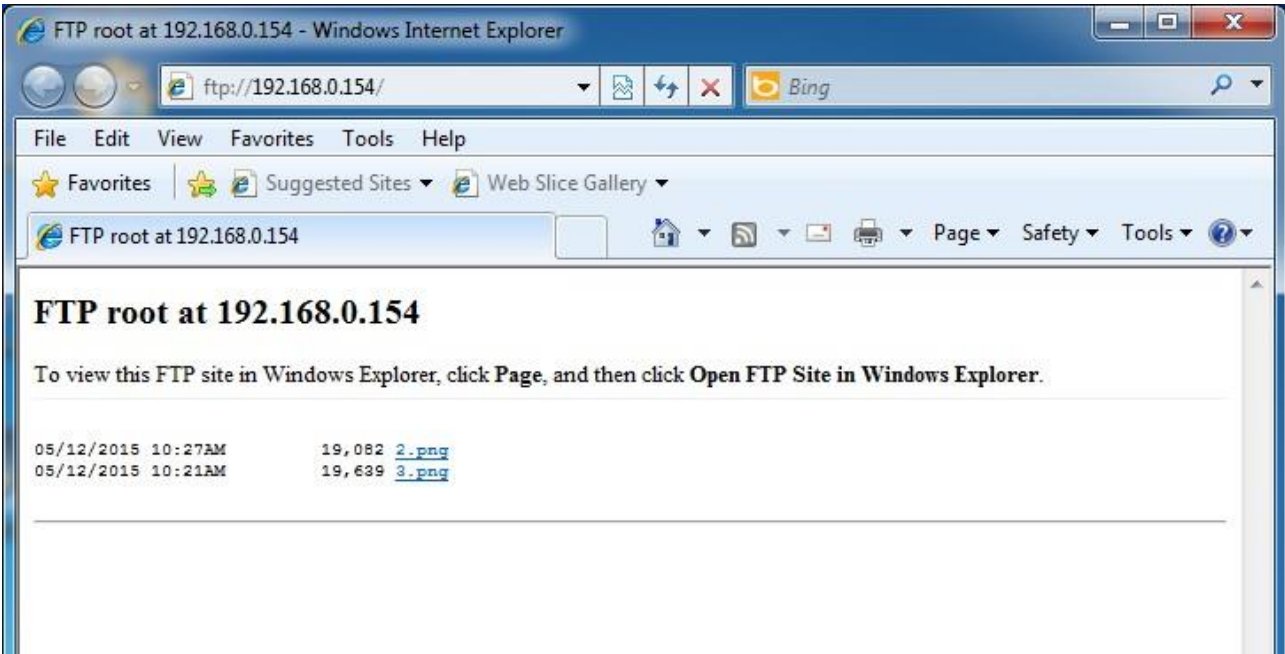 FTP root at 192.168.0.154 - Windows Internet Explorer
ftp://192.168.0.154/
Bing
File Edit View Favorites Tools Help
Favorites Suggested Sites Web Slice Gallery
FTP root at 192.168.0.154 Page Safety Tools
FTP root at 192.168.0.154
To view this FTP site in Windows Explorer, click Page, and then click Open FTP Site in Windows Explorer.
05/12/2015 10:27AM 19,082 2.png
05/12/2015 10:21AM 19,639 3.png